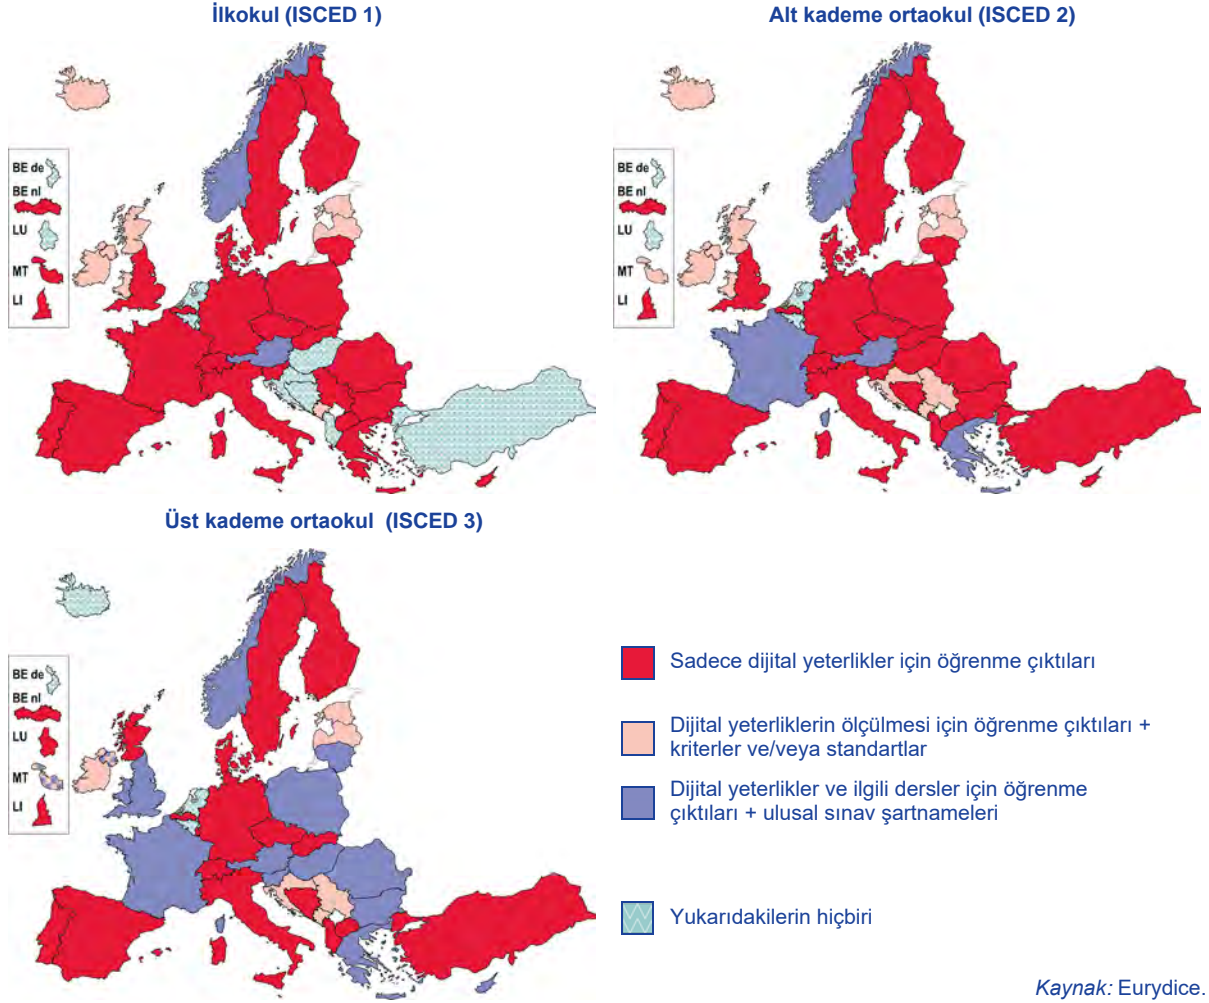 İlkokul (ISCED 1)
Alt kademe ortaokul (ISCED 2)
BE de
BE nl
LU
MT
LI
BE de
BE nl
LU
MT
LI
Üst kademe ortaokul (ISCED 3)
BE de
BE nl
LU
MT
LI
Sadece dijital yeterlikler için öğrenme çıktıları
Dijital yeterliklerin ölçülmesi için öğrenme çıktıları +
kriterler ve/veya standartlar
Dijital yeterlikler ve ilgili dersler için öğrenme
çıktıları + ulusal sınav şartnameleri
Yukarıdakilerin hiçbiri
Kaynak: Eurydice.